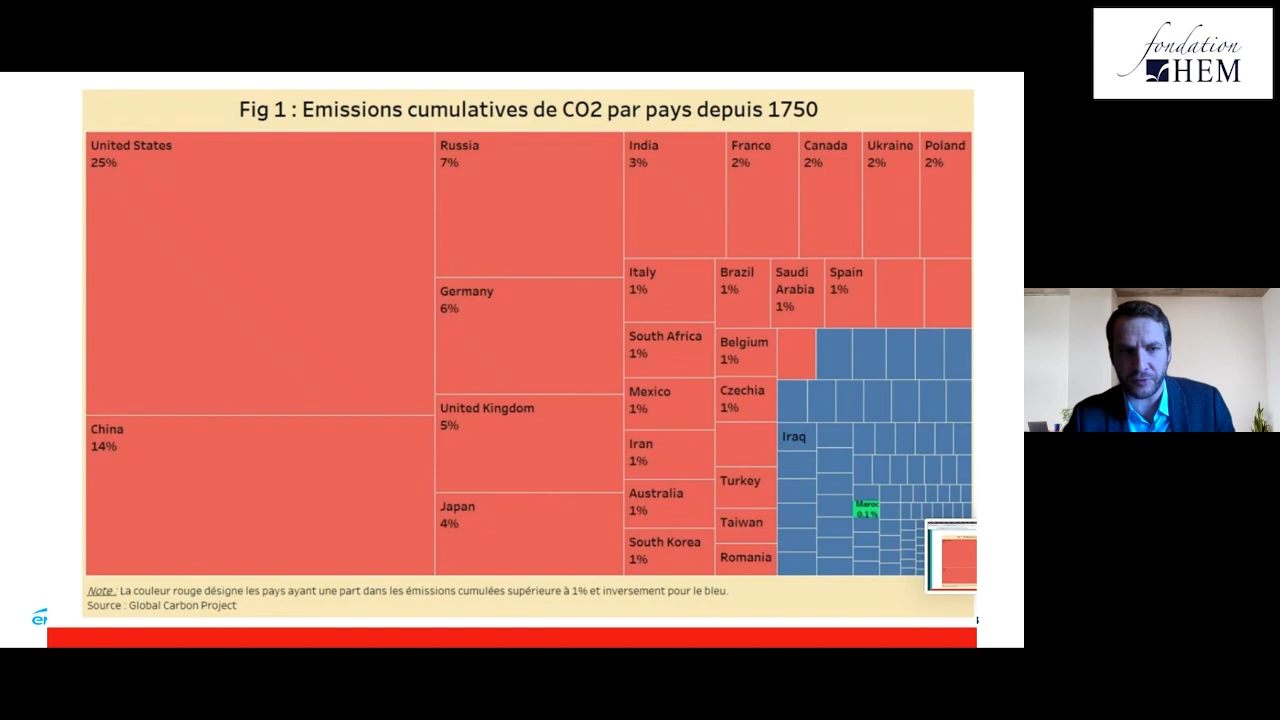 fondation
HEM
Fig 1 : Emissions cumulatives de CO2 par pays depuis 1750
United States
25%
China
14%
Russia
7%
Germany
6%
United Kingdom
5%
Japan
4%
India
3%
France
2%
Canada
2%
Ukraine
2%
Poland
2%
Italy
1%
South Africa
1%
Mexico
1%
Iran
1%
Australia
1%
South Korea
1%
Brazil
1%
Saudi
Arabia
1%
Spain
1%
Belgium
1%
Czechia
1%
Turkey
Taiwan
Romania
Iraq
Maroc
0.1%
Note : La couleur rouge désigne les pays ayant une part dans les émissions cumulées supérieure à 1% et inversement pour le bleu.
Source : Global Carbon Project